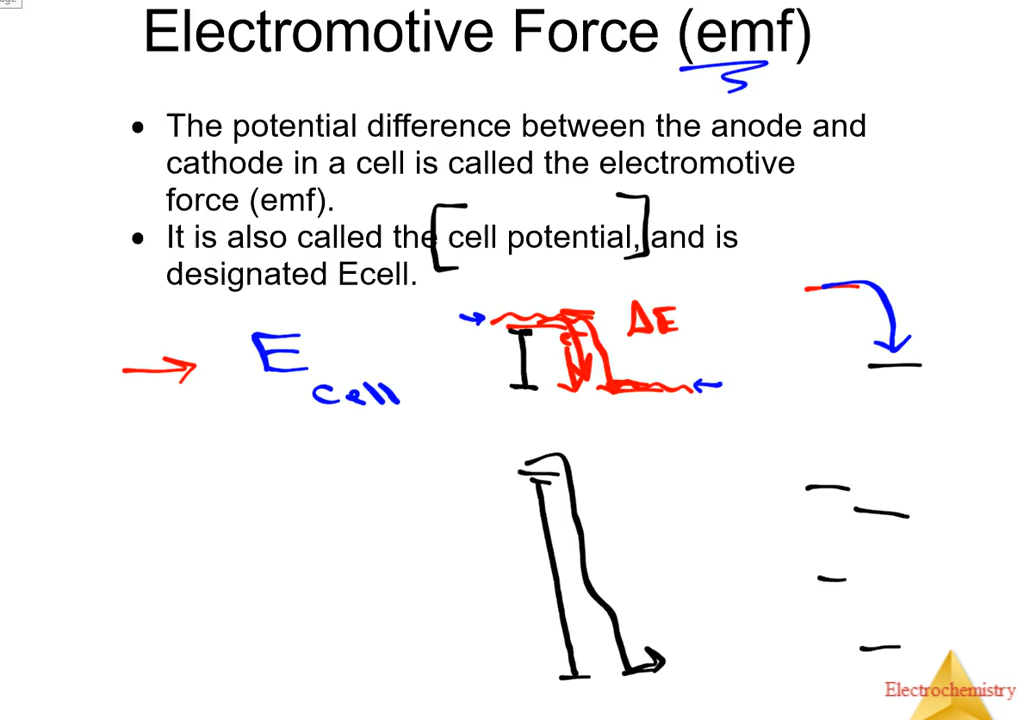 Electromotive Force (emf)
• The potential difference between the anode and
cathode in a cell is called the electromotive
force (emf).
• It is also called the cell potential, and is
designated Ecell.
ΔE
e-
E cell
Electrochemistry